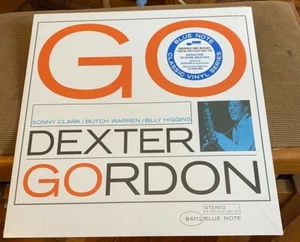 GO
BLUE NOTE
CLASSIC VINYL SERIES
SONNY CLARK/BUTCH WARREN/BILLY HIGGINS
DEXTER
GORDON
STEREO
84112 BLUE NOTE